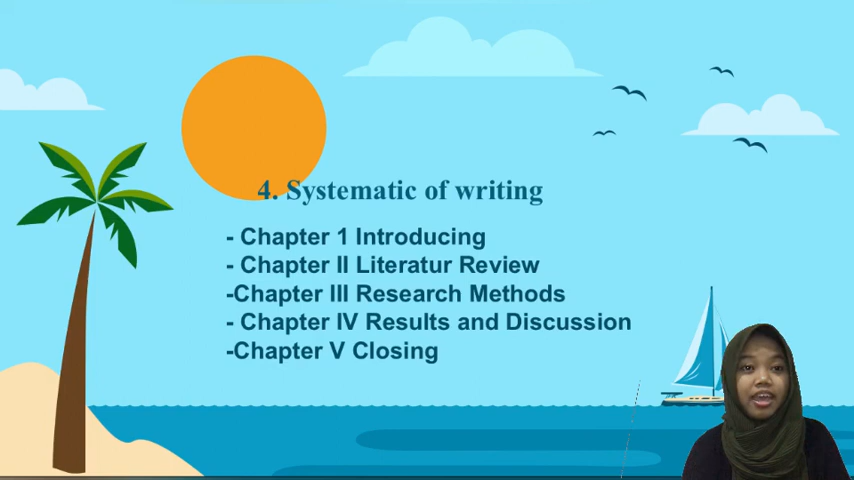 4. Systematic of writing
- Chapter 1 Introducing
- Chapter II Literatur Review
-Chapter III Research Methods
- Chapter IV Results and Discussion
-Chapter V Closing